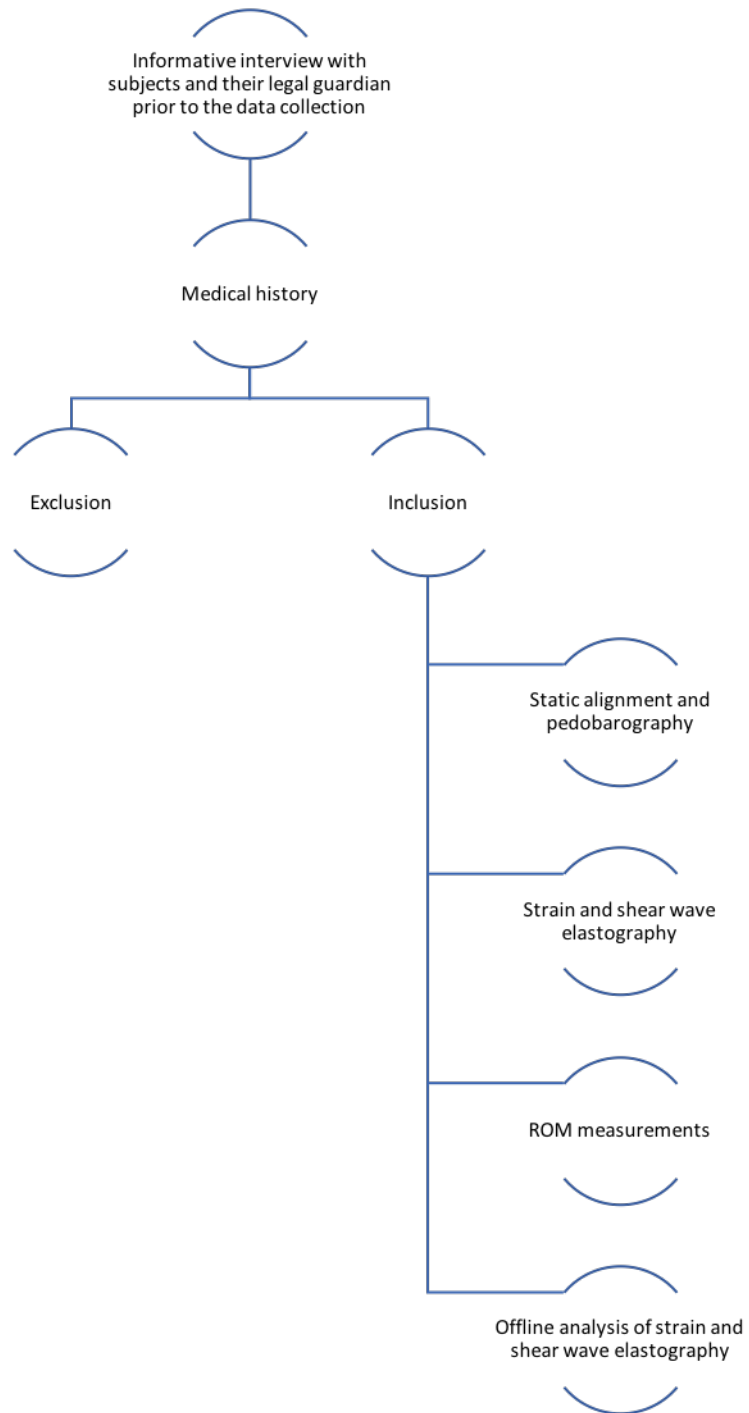 Informative interview with
subjects and their legal guardian
prior to the data collection
Medical history
Exclusion
Inclusion
Static alignment and
pedobarography
Strain and shear wave
elastography
ROM measurements
Offline analysis of strain and
shear wave elastography